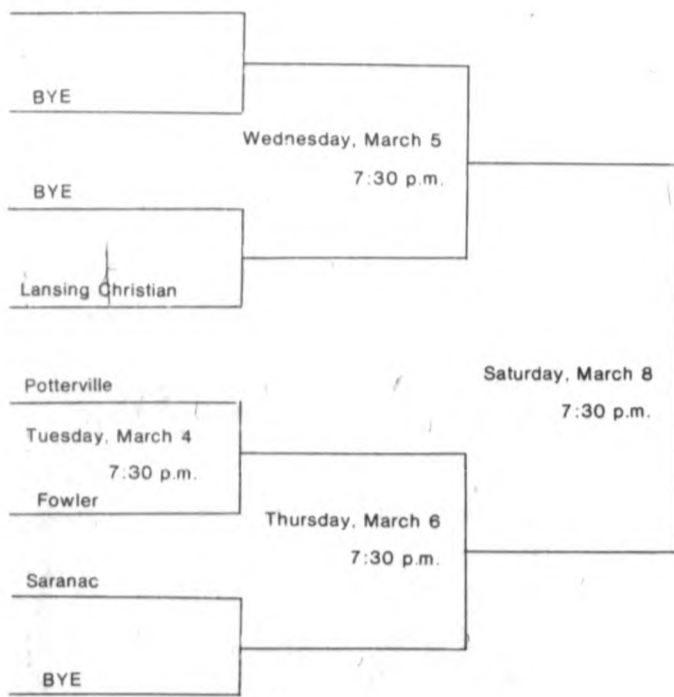 BYE
Wednesday, March 5
7:30 p.m.
BYE
Lansing Christian
Potterville
Saturday, March 8
7:30 p.m.
Tuesday, March 4
7:30 p.m.
Fowler
Thursday, March 6
7:30 p.m.
Saranac
BYE